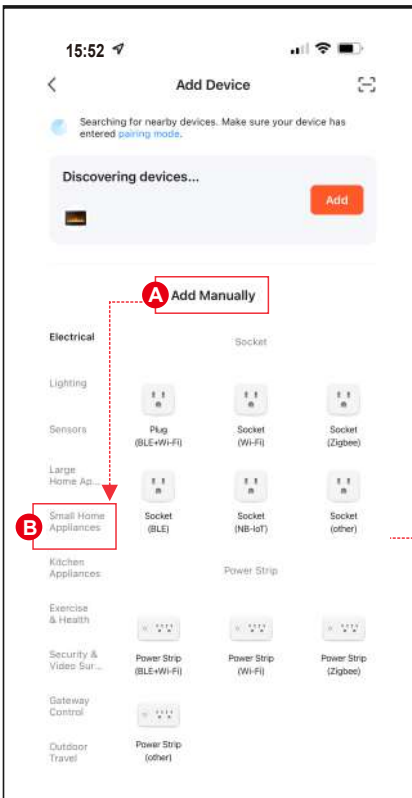 15:52
Add Device
Searching for nearby devices. Make sure your device has
entered pairing mode.
Discovering devices...
Add
A
Add Manually
Electrical
Socket
Lighting
Sensors
Plug
(BLE+Wi-Fi)
Socket
(Wi-Fi)
Socket
(Zigbee)
Large
Home Ap...
B
Small Home
Appliances
Socket
(BLE)
Socket
(NB-IoT)
Socket
(other)
Kitchen
Appliances
Power Strip
Exercise
& Health
Security &
Video Sur...
Power Strip
(BLE+Wi-Fi)
Power Strip
(Wi-Fi)
Power Strip
(Zigbee)
Gateway
Control
Outdoor
Travel
Power Strip
(other)